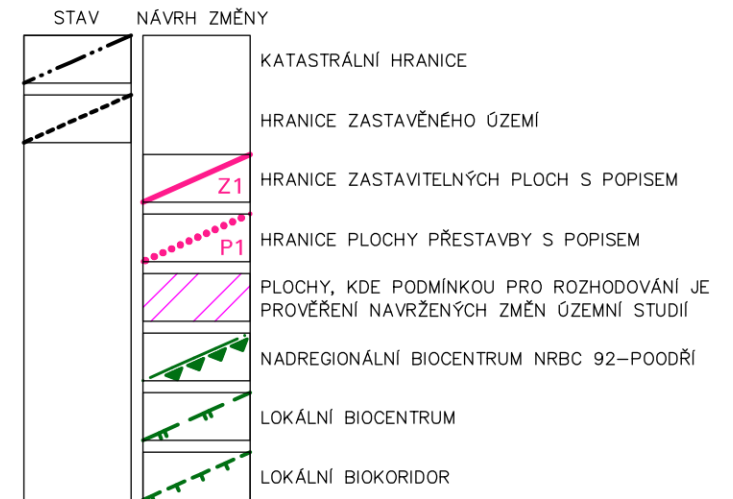 STAV NÁVRH ZMĚNY
KATASTRÁLNÍ HRANICE
HRANICE ZASTAVĚNÉHO ÚZEMÍ
Z1 HRANICE ZASTAVITELNÝCH PLOCH S POPISEM
P1 HRANICE PLOCHY PŘESTAVBY S POPISEM
PLOCHY, KDE PODMÍNKOU PRO ROZHODOVÁNÍ JE
PROVĚŘENÍ NAVRŽENÝCH ZMĚN ÚZEMNÍ STUDIÍ
NADREGIONÁLNÍ BIOCENTRUM NRBC 92–POODŘÍ
LOKÁLNÍ BIOCENTRUM
LOKÁLNÍ BIOKORIDOR